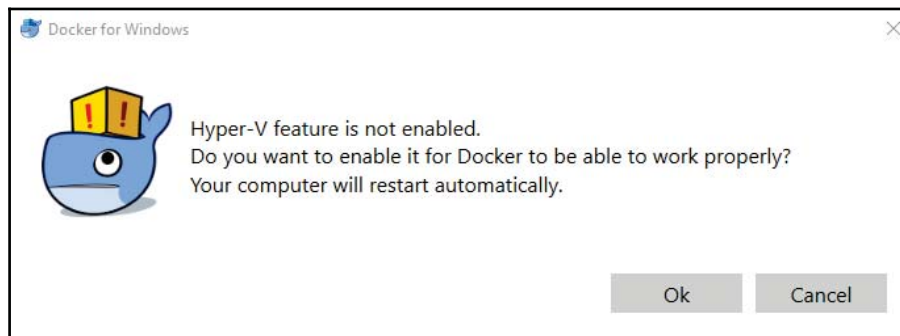 Docker for Windows
Hyper-V feature is not enabled.
Do you want to enable it for Docker to be able to work properly?
Your computer will restart automatically.
Ok
Cancel